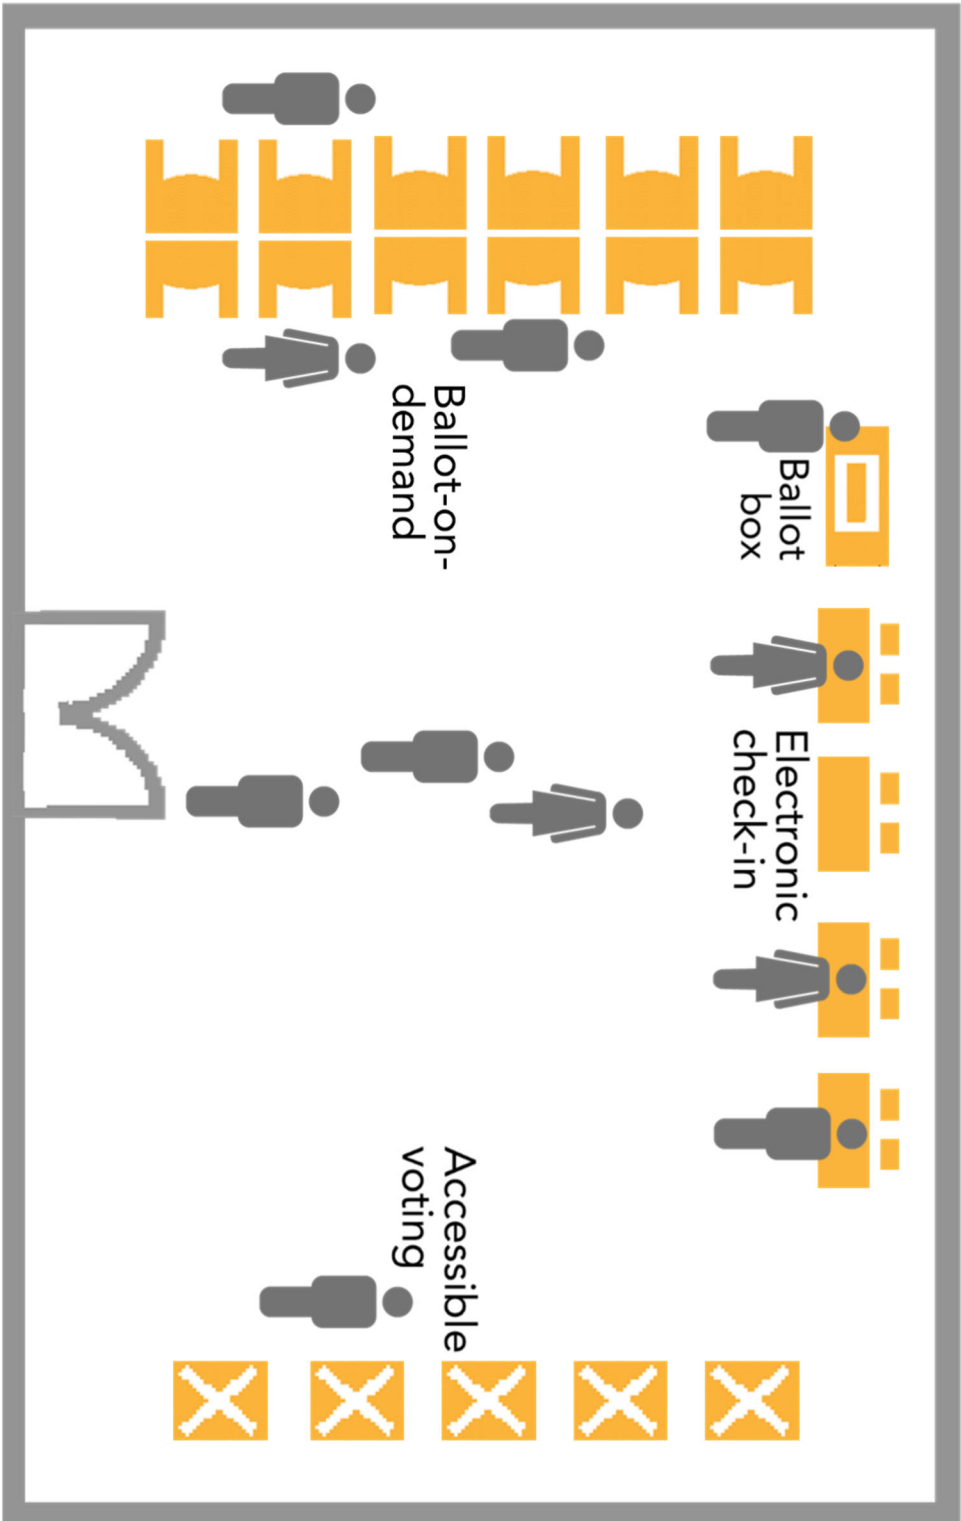 Ballot-on-
demand
Ballot
box
Electronic
check-in
Accessible
voting